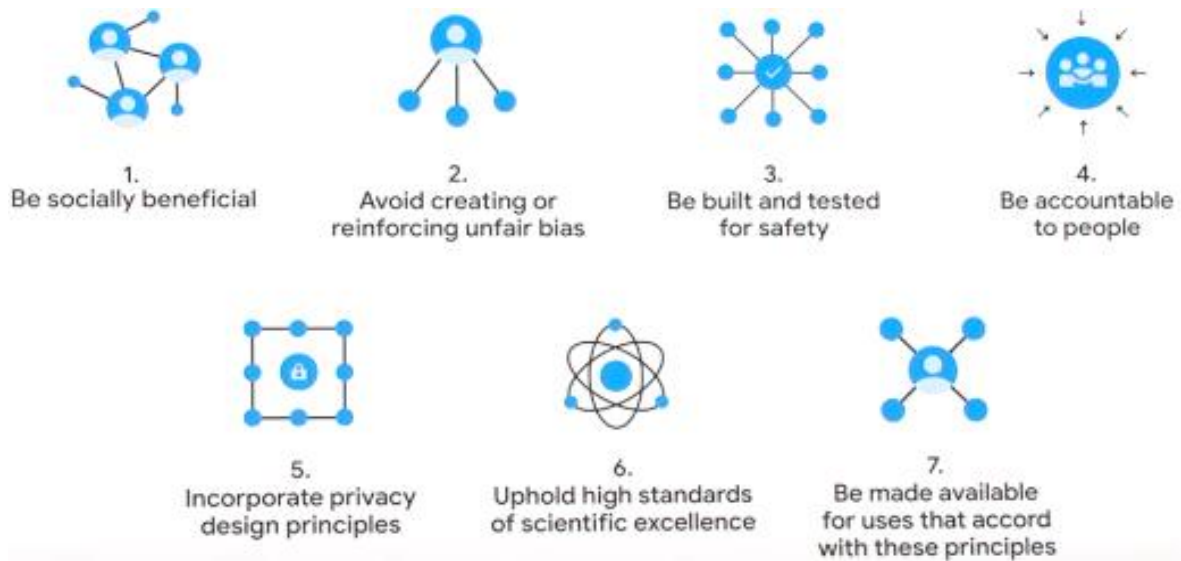 1.
Be socially beneficial
2.
Avoid creating or
reinforcing unfair bias
3.
Be built and tested
for safety
4.
Be accountable
to people
5.
Incorporate privacy
design principles
6.
Uphold high standards
of scientific excellence
7.
Be made available
for uses that accord
with these principles